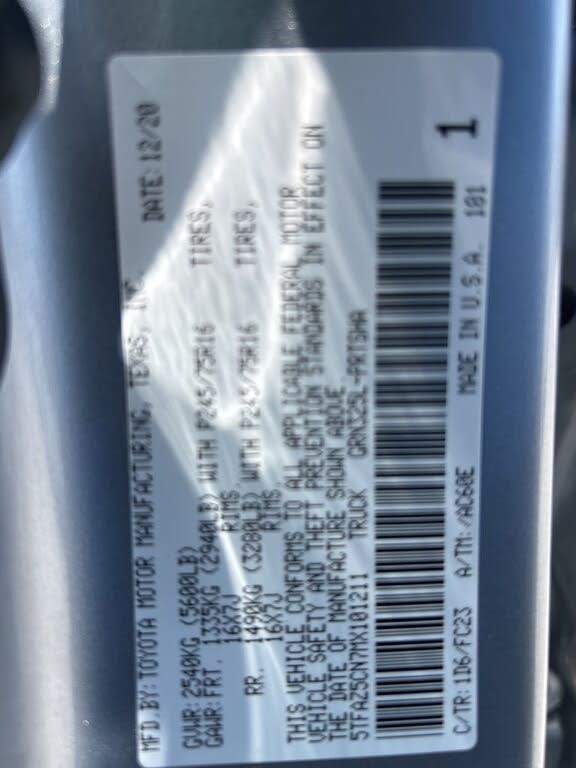 MFD.BY: TOYOTA MOTOR MANUFACTURING, TEXAS, INC. DATE: 12/20
GVWR: 2540KG (5600LB)
GAWR: FRT. 1335KG (2940LB) WITH P245/75R16 TIRES,
16X7J RIMS
RR. 1490KG (3280LB) WITH P245/75R16 TIRES,
16X7J RIMS
THIS VEHICLE CONFORMS TO ALL APPLICABLE FEDERAL MOTOR
VEHICLE SAFETY AND THEFT PREVENTION STANDARDS IN EFFECT ON
THE DATE OF MANUFACTURE SHOWN ABOVE.
5TFAZ5CN7MX101211 TRUCK GRN325L-PRTSHA
1
C/TR: 1D6/FC23 A/TM: /AC60E MADE IN U.S.A. 101